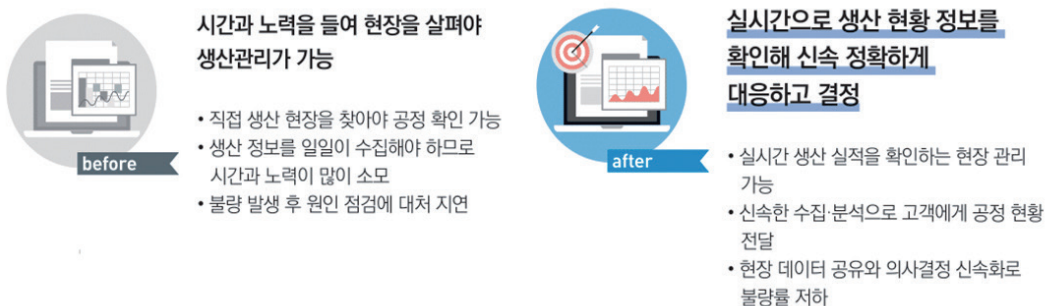 시간과 노력을 들여 현장을 살펴야
생산관리가 가능
• 직접 생산 현장을 찾아야 공정 확인 가능
• 생산 정보를 일일이 수집해야 하므로
시간과 노력이 많이 소모
• 불량 발생 후 원인 점검에 대처 지연
before
실시간으로 생산 현황 정보를
확인해 신속 정확하게
대응하고 결정
• 실시간 생산 실적을 확인하는 현장 관리
가능
• 신속한 수집·분석으로 고객에게 공정 현황
전달
• 현장 데이터 공유와 의사결정 신속화로
불량률 저하
after